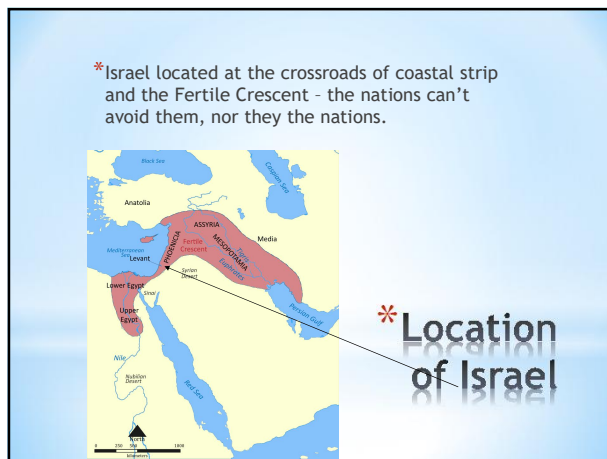 *Israel located at the crossroads of coastal strip
and the Fertile Crescent – the nations can't
avoid them, nor they the nations.
Black Sea
Caspian Sea
Anatolia
ASSYRIA
Media
PHOENICIA
Fertile
Crescent
MESOPOTAMIA
Tigris
Euphrates
Mediterranean
Sea
Levant
Syrian
Desert
Lower Egypt
Sinai
Upper
Egypt
Persian Gulf
Nile
Nubilian
Desert
Red Sea
North
0 250 500 1000
kilometers
*Location
of Israel